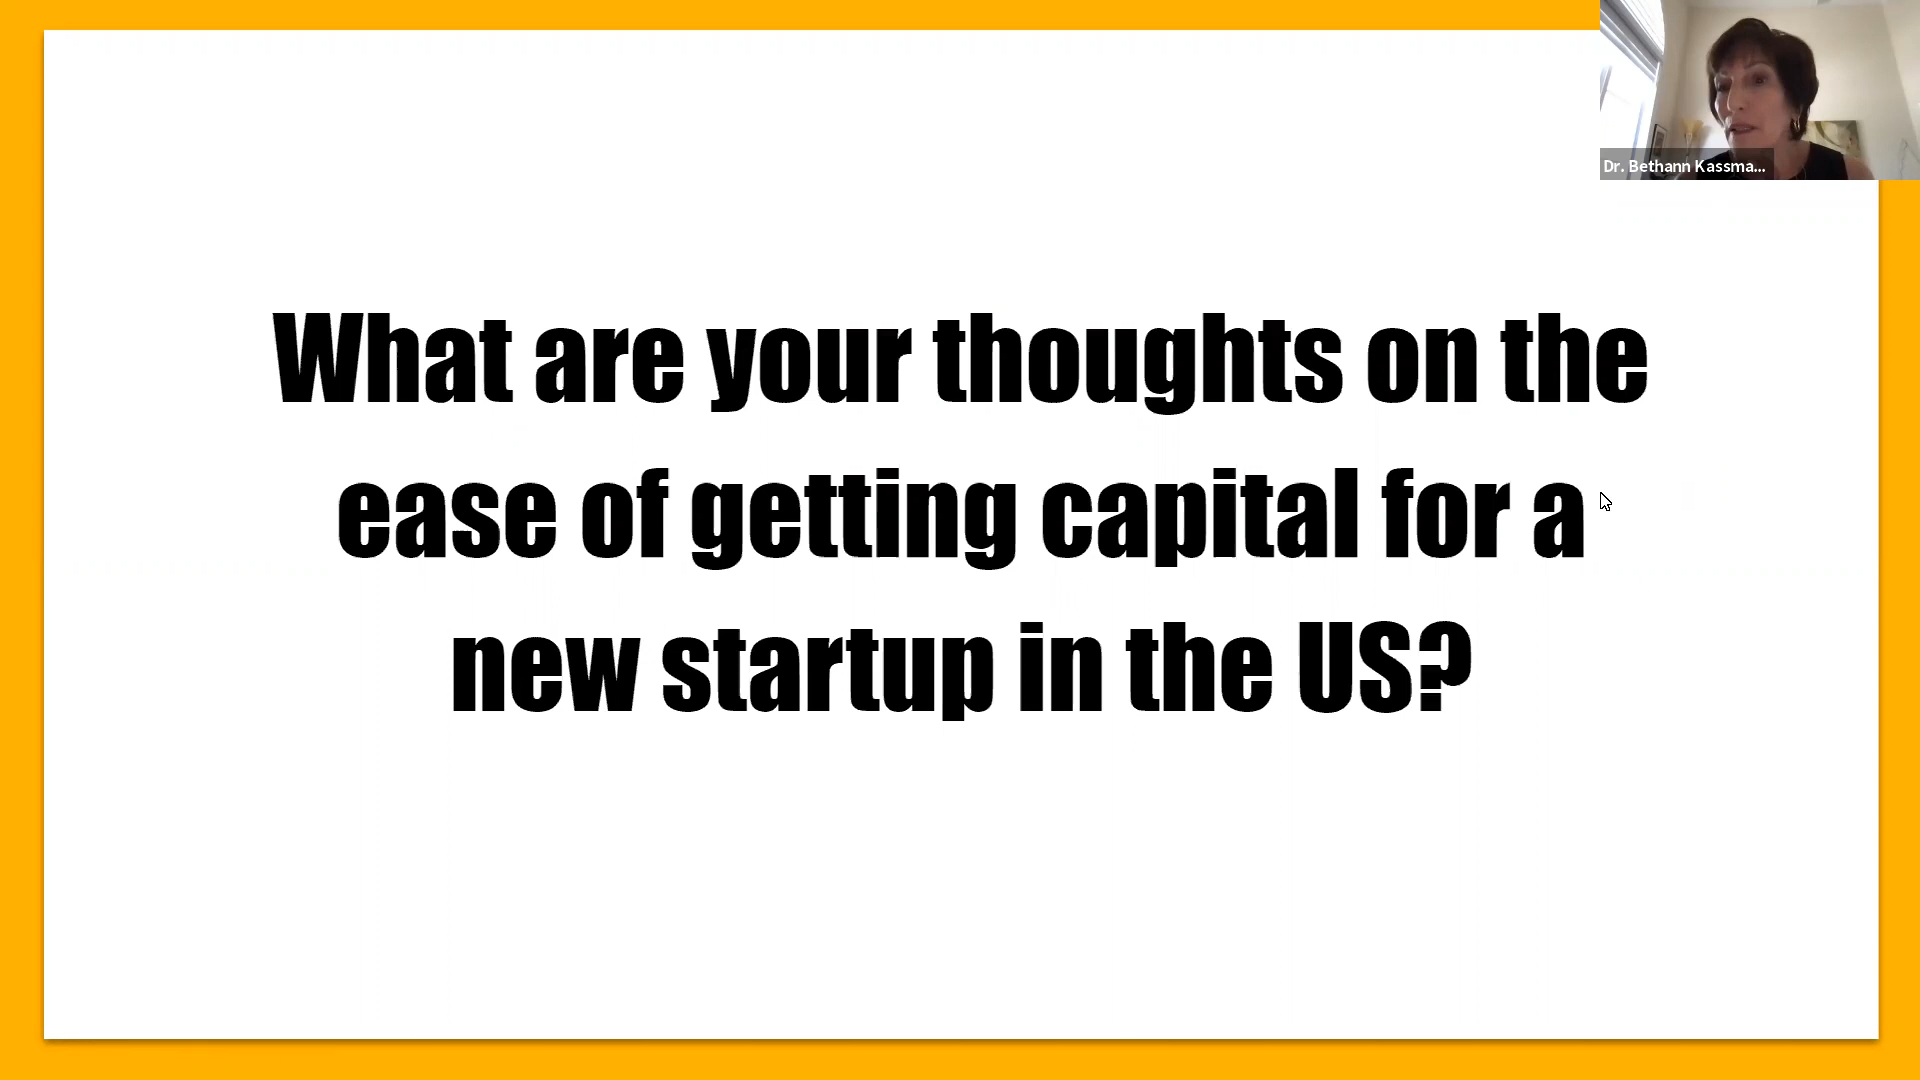 Dr. Bethann Kassma...
What are your thoughts on the
ease of getting capital for a
new startup in the US?